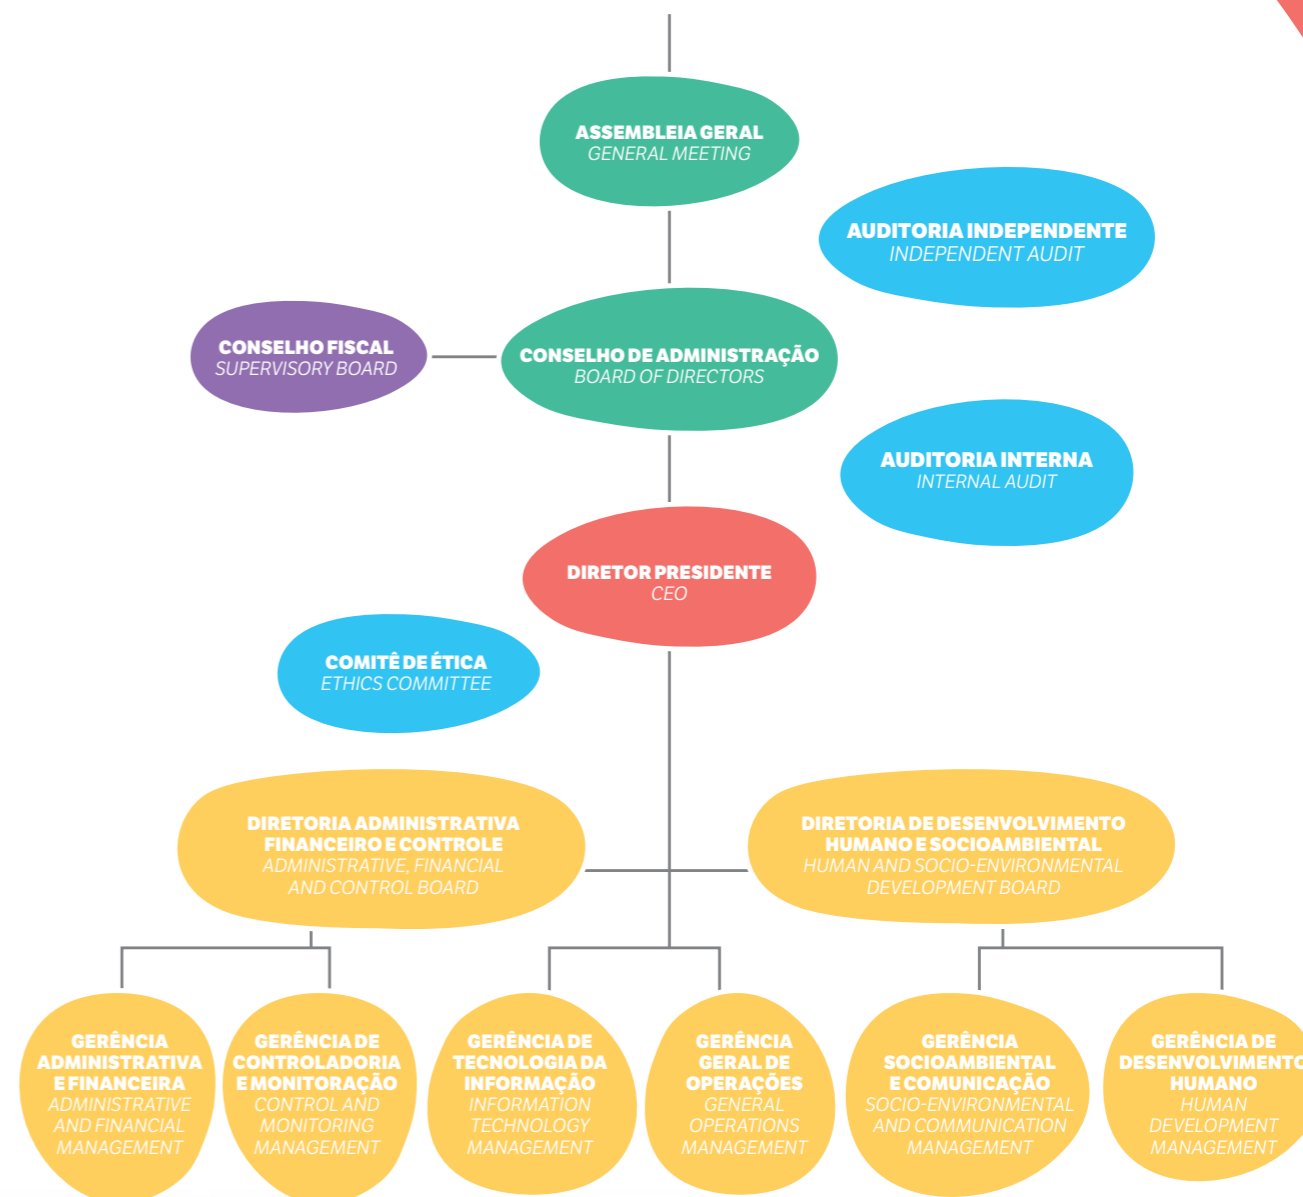 ASSEMBLEIA GERAL
GENERAL MEETING
AUDITORIA INDEPENDENTE
INDEPENDENT AUDIT
CONSELHO FISCAL
SUPERVISORY BOARD
CONSELHO DE ADMINISTRAÇÃO
BOARD OF DIRECTORS
AUDITORIA INTERNA
INTERNAL AUDIT
DIRETOR PRESIDENTE
CEO
COMITÊ DE ÉTICA
ETHICS COMMITTEE
DIRETORIA ADMINISTRATIVA
FINANCEIRO E CONTROLE
ADMINISTRATIVE, FINANCIAL
AND CONTROL BOARD
DIRETORIA DE DESENVOLVIMENTO
HUMANO E SOCIOAMBIENTAL
HUMAN AND SOCIO-ENVIRONMENTAL
DEVELOPMENT BOARD
GERÊNCIA
ADMINISTRATIVA
E FINANCEIRA
ADMINISTRATIVE
AND FINANCIAL
MANAGEMENT
GERÊNCIA DE
CONTROLADORIA
E MONITORAÇÃO
CONTROL AND
MONITORING
MANAGEMENT
GERÊNCIA DE
TECNOLOGIA DA
INFORMAÇÃO
INFORMATION
TECHNOLOGY
MANAGEMENT
GERÊNCIA
GERAL DE
OPERAÇÕES
GENERAL
OPERATIONS
MANAGEMENT
GERÊNCIA
SOCIOAMBIENTAL
E COMUNICAÇÃO
SOCIO-ENVIRONMENTAL
AND COMMUNICATION
MANAGEMENT
GERÊNCIA DE
DESENVOLVIMENTO
HUMANO
HUMAN
DEVELOPMENT
MANAGEMENT